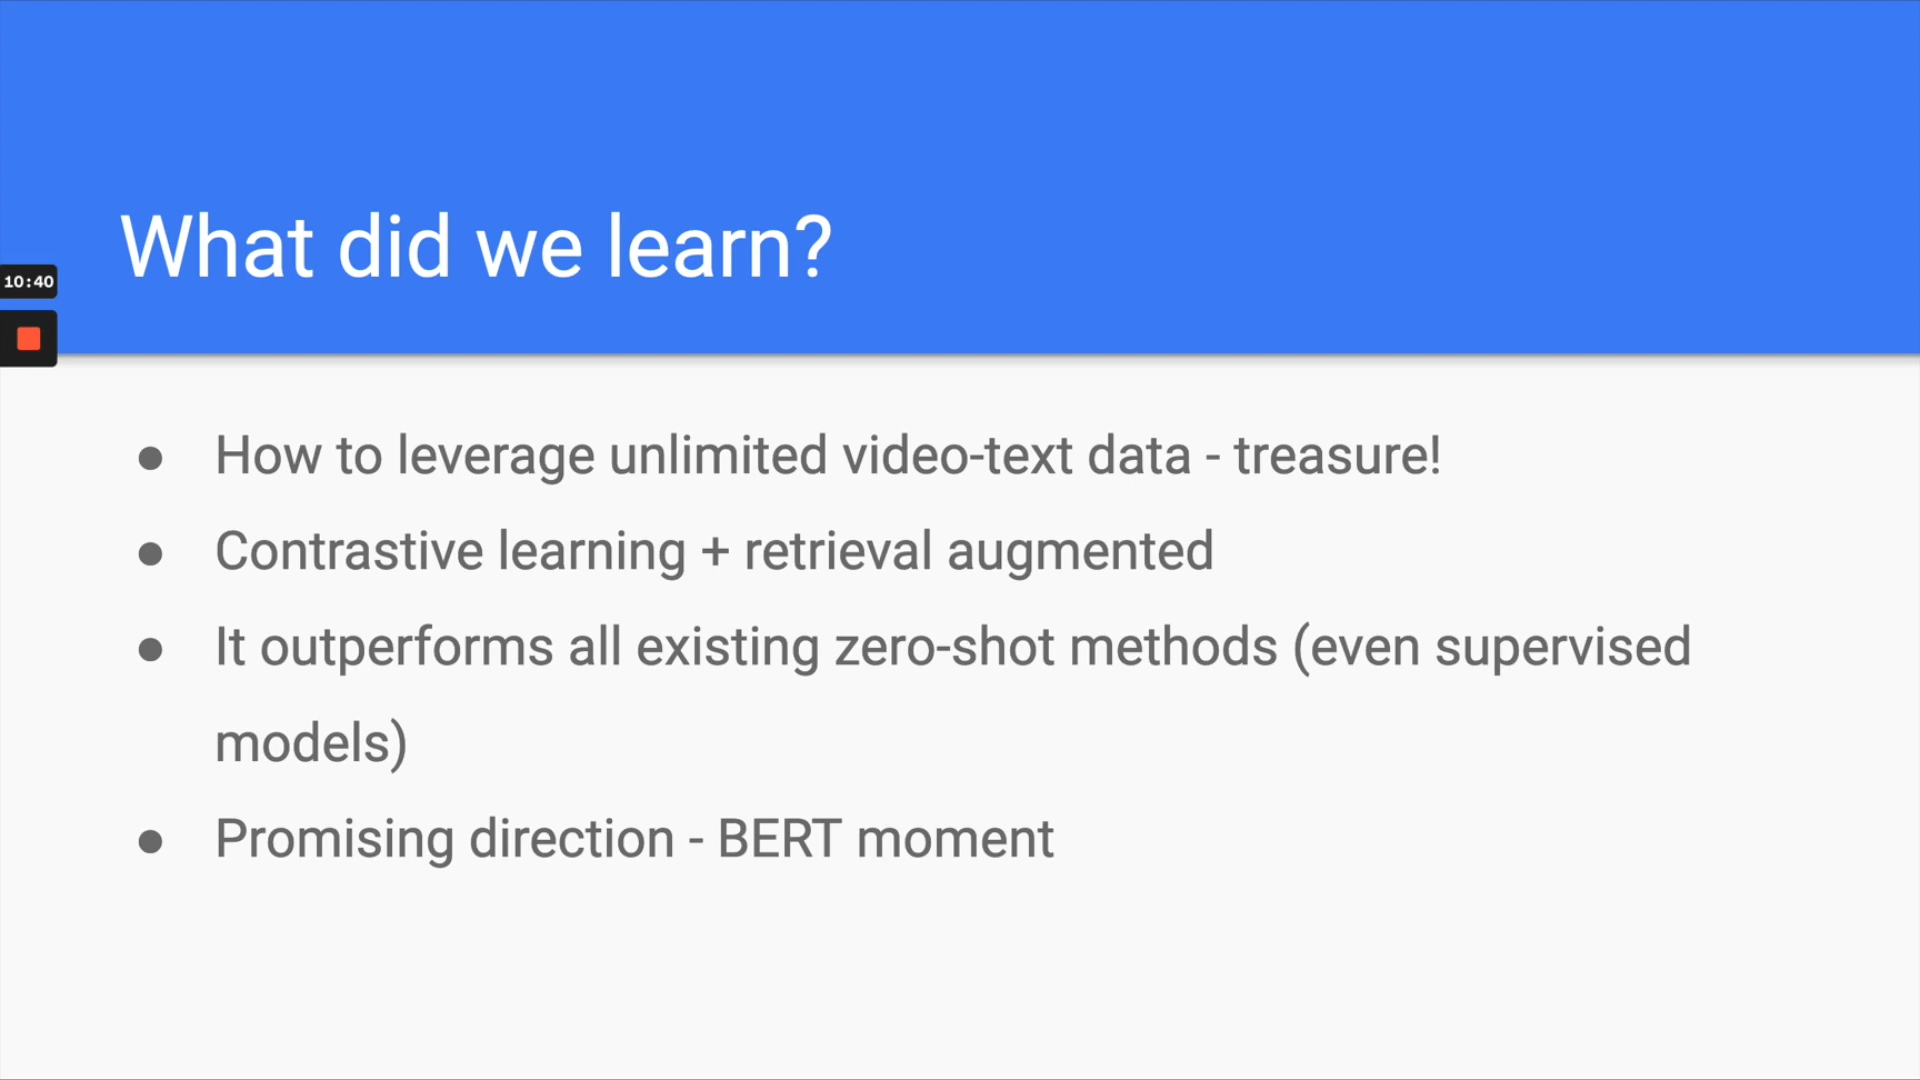 What did we learn?
10:40
● How to leverage unlimited video-text data - treasure!
● Contrastive learning + retrieval augmented
● It outperforms all existing zero-shot methods (even supervised
models)
● Promising direction - BERT moment